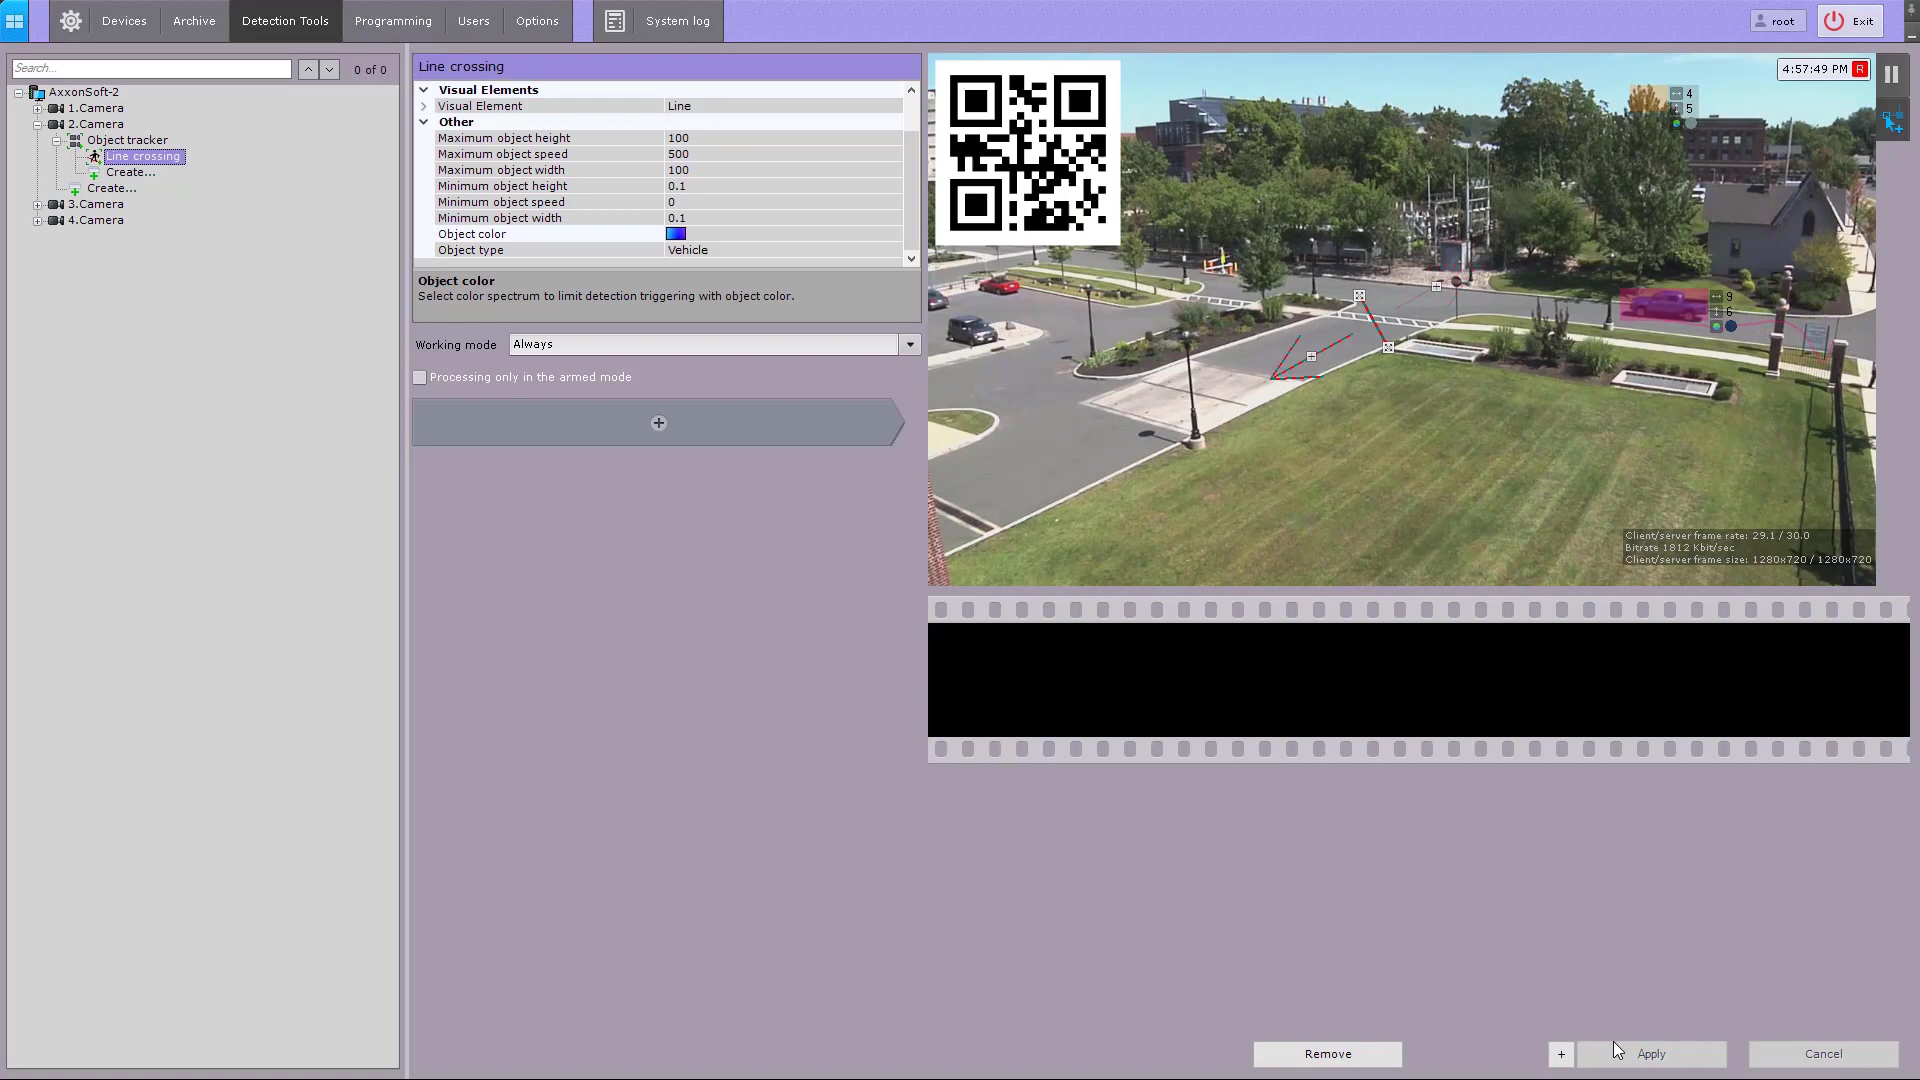 Devices
Archive
Detection Tools
Programming
Users
Options
System log
root
Exit
Search...
0 of 0
AxxonSoft-2
1.Camera
2.Camera
Object tracker
Line crossing
Create...
Create...
3.Camera
4.Camera
Line crossing
Visual Elements
Visual Element Line
Other
Maximum object height 100
Maximum object speed 500
Maximum object width 100
Minimum object height 0.1
Minimum object speed 0
Minimum object width 0.1
Object color
Object type Vehicle
Object color
Select color spectrum to limit detection triggering with object color.
Working mode Always
Processing only in the armed mode
4:57:49 PM R
4
5
9
6
Client/server frame rate: 29.1 / 30.0
Bitrate 1812 Kbit/sec
Client/server frame size: 1280x720 / 1280x720
Remove
+
Apply
Cancel